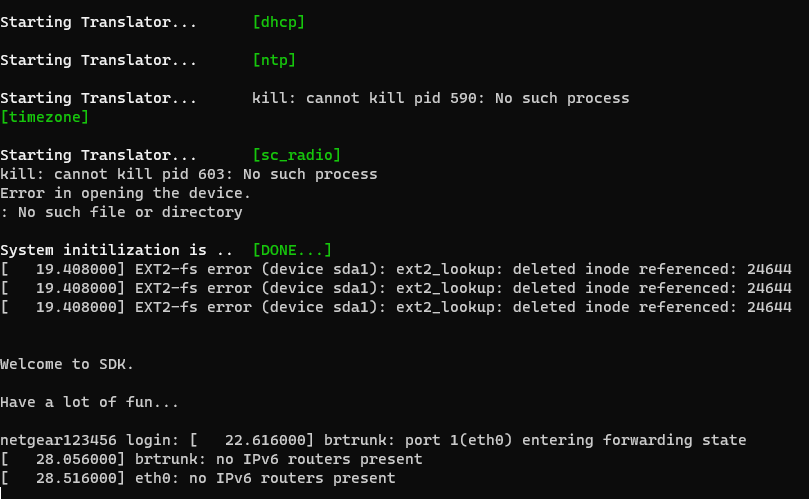 Starting Translator...      [dhcp]
Starting Translator...      [ntp]
Starting Translator...      kill: cannot kill pid 590: No such process
[timezone]
Starting Translator...      [sc_radio]
kill: cannot kill pid 603: No such process
Error in opening the device.
: No such file or directory
System initilization is ..  [DONE...]
[   19.408000] EXT2-fs error (device sda1): ext2_lookup: deleted inode referenced: 24644
[   19.408000] EXT2-fs error (device sda1): ext2_lookup: deleted inode referenced: 24644
[   19.408000] EXT2-fs error (device sda1): ext2_lookup: deleted inode referenced: 24644
Welcome to SDK.
Have a lot of fun...
netgear123456 login: [   22.616000] brtrunk: port 1(eth0) entering forwarding state
[   28.056000] brtrunk: no IPv6 routers present
[   28.516000] eth0: no IPv6 routers present